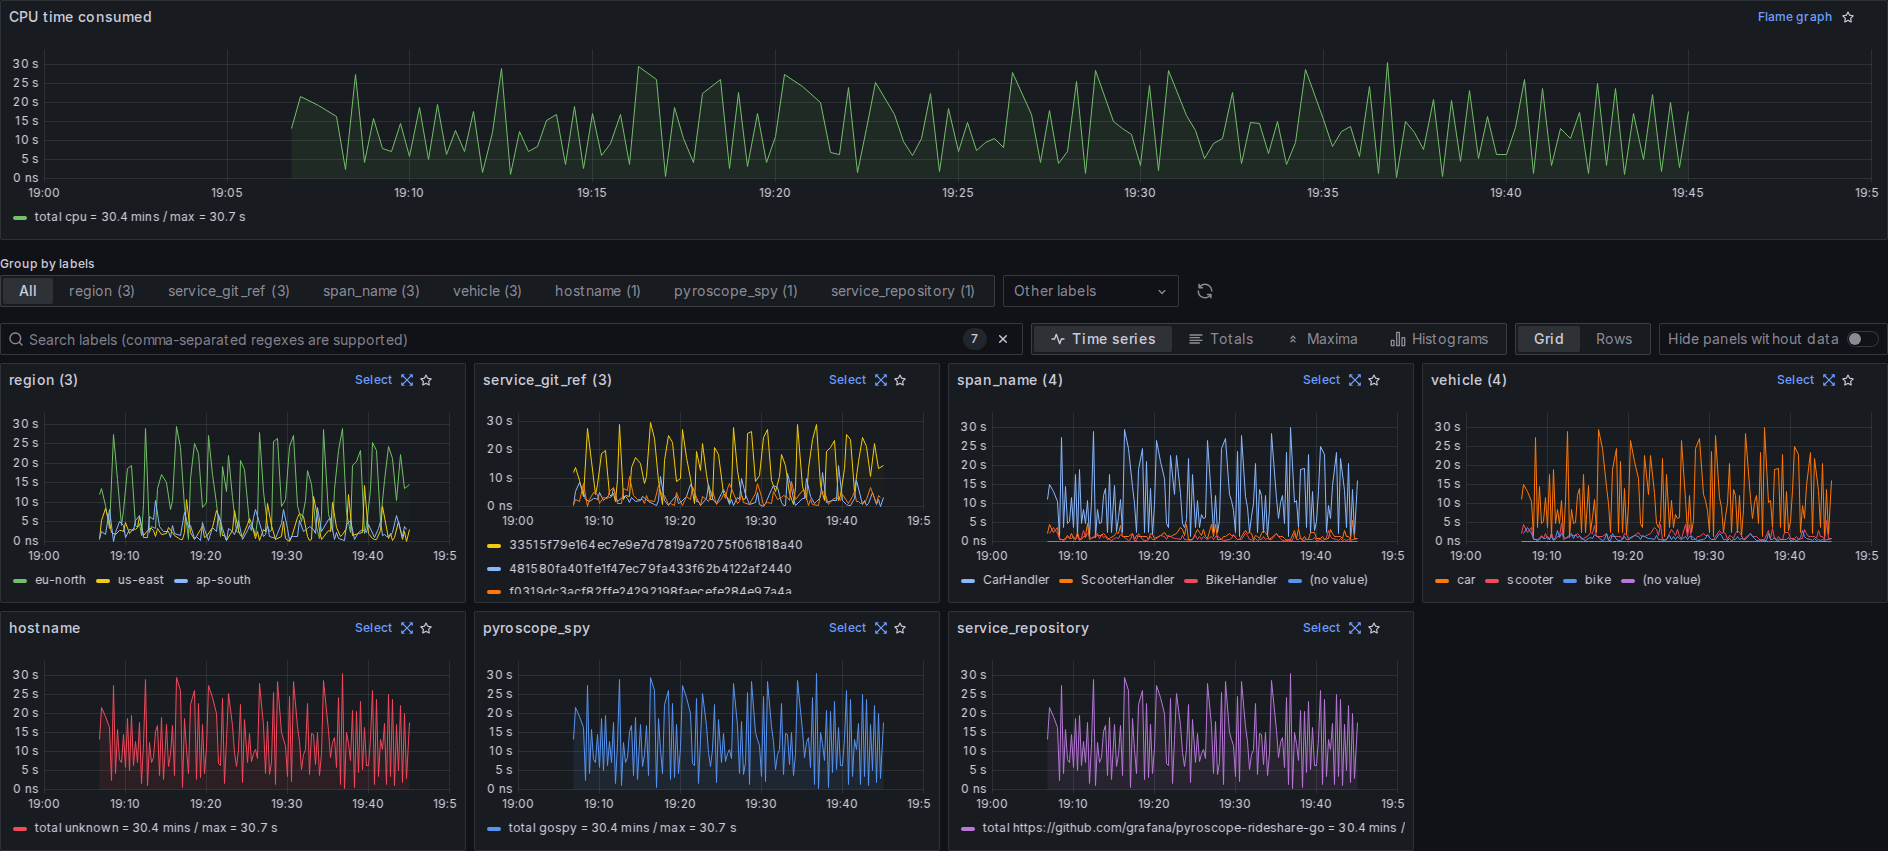 CPU time consumed
Flame graph
30 s
25 s
20 s
15 s
10 s
5 s
0 ns
19:00 19:05 19:10 19:15 19:20 19:25 19:30 19:35 19:40 19:45 19:5
total cpu = 30.4 mins / max = 30.7 s
Group by labels
All region (3) service_git_ref (3) span_name (3) vehicle (3) hostname (1) pyroscope_spy (1) service_repository (1) Other labels
Search labels (comma-separated regexes are supported) 7 Time series Totals Maxima Histograms Grid Rows Hide panels without data
region (3) Select
30 s
25 s
20 s
15 s
10 s
5 s
0 ns
19:00 19:10 19:20 19:30 19:40 19:5
eu-north us-east ap-south
service_git_ref (3) Select
30 s
20 s
10 s
0 ns
19:00 19:10 19:20 19:30 19:40 19:5
33515f79e164ec7e9e7d7819a72075f061818a40
481580fa401fe1f47ec79fa433f62b4122af2440
f0319dc3acf82ffe24292198faecefe284e97a4a
span_name (4) Select
30 s
25 s
20 s
15 s
10 s
5 s
0 ns
19:00 19:10 19:20 19:30 19:40 19:5
CarHandler ScooterHandler BikeHandler (no value)
vehicle (4) Select
30 s
25 s
20 s
15 s
10 s
5 s
0 ns
19:00 19:10 19:20 19:30 19:40 19:5
car scooter bike (no value)
hostname Select
30 s
25 s
20 s
15 s
10 s
5 s
0 ns
19:00 19:10 19:20 19:30 19:40 19:5
total unknown = 30.4 mins / max = 30.7 s
pyroscope_spy Select
30 s
25 s
20 s
15 s
10 s
5 s
0 ns
19:00 19:10 19:20 19:30 19:40 19:5
total gospy = 30.4 mins / max = 30.7 s
service_repository Select
30 s
25 s
20 s
15 s
10 s
5 s
0 ns
19:00 19:10 19:20 19:30 19:40 19:5
total https://github.com/grafana/pyroscope-rideshare-go = 30.4 mins /